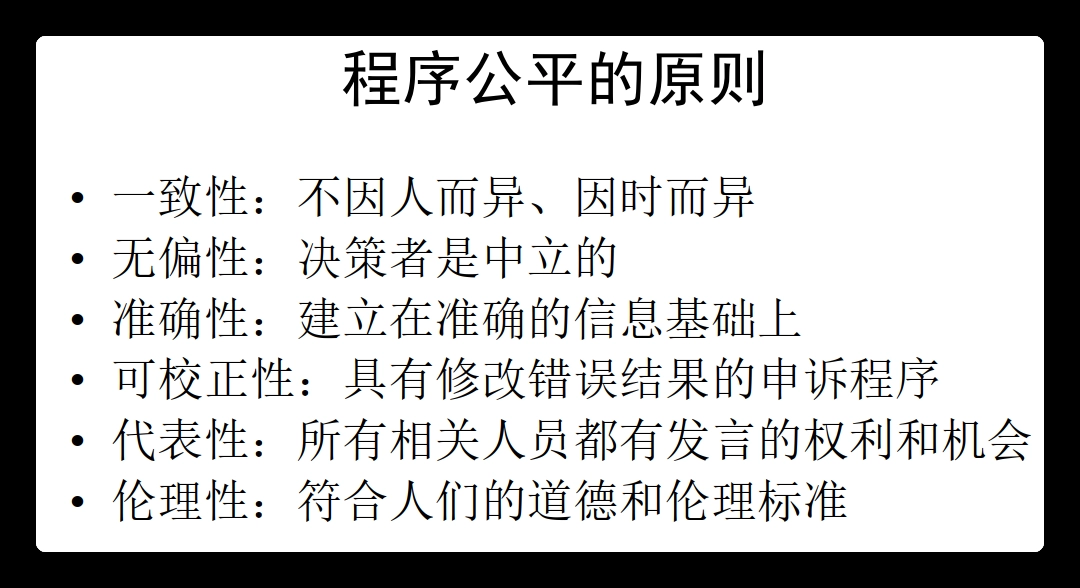 程序公平的原则
• 一致性：不因人而异、因时而异
• 无偏性：决策者是中立的
• 准确性：建立在准确的信息基础上
• 可校正性：具有修改错误结果的申诉程序
• 代表性：所有相关人员都有发言的权利和机会
• 伦理性：符合人们的道德和伦理标准